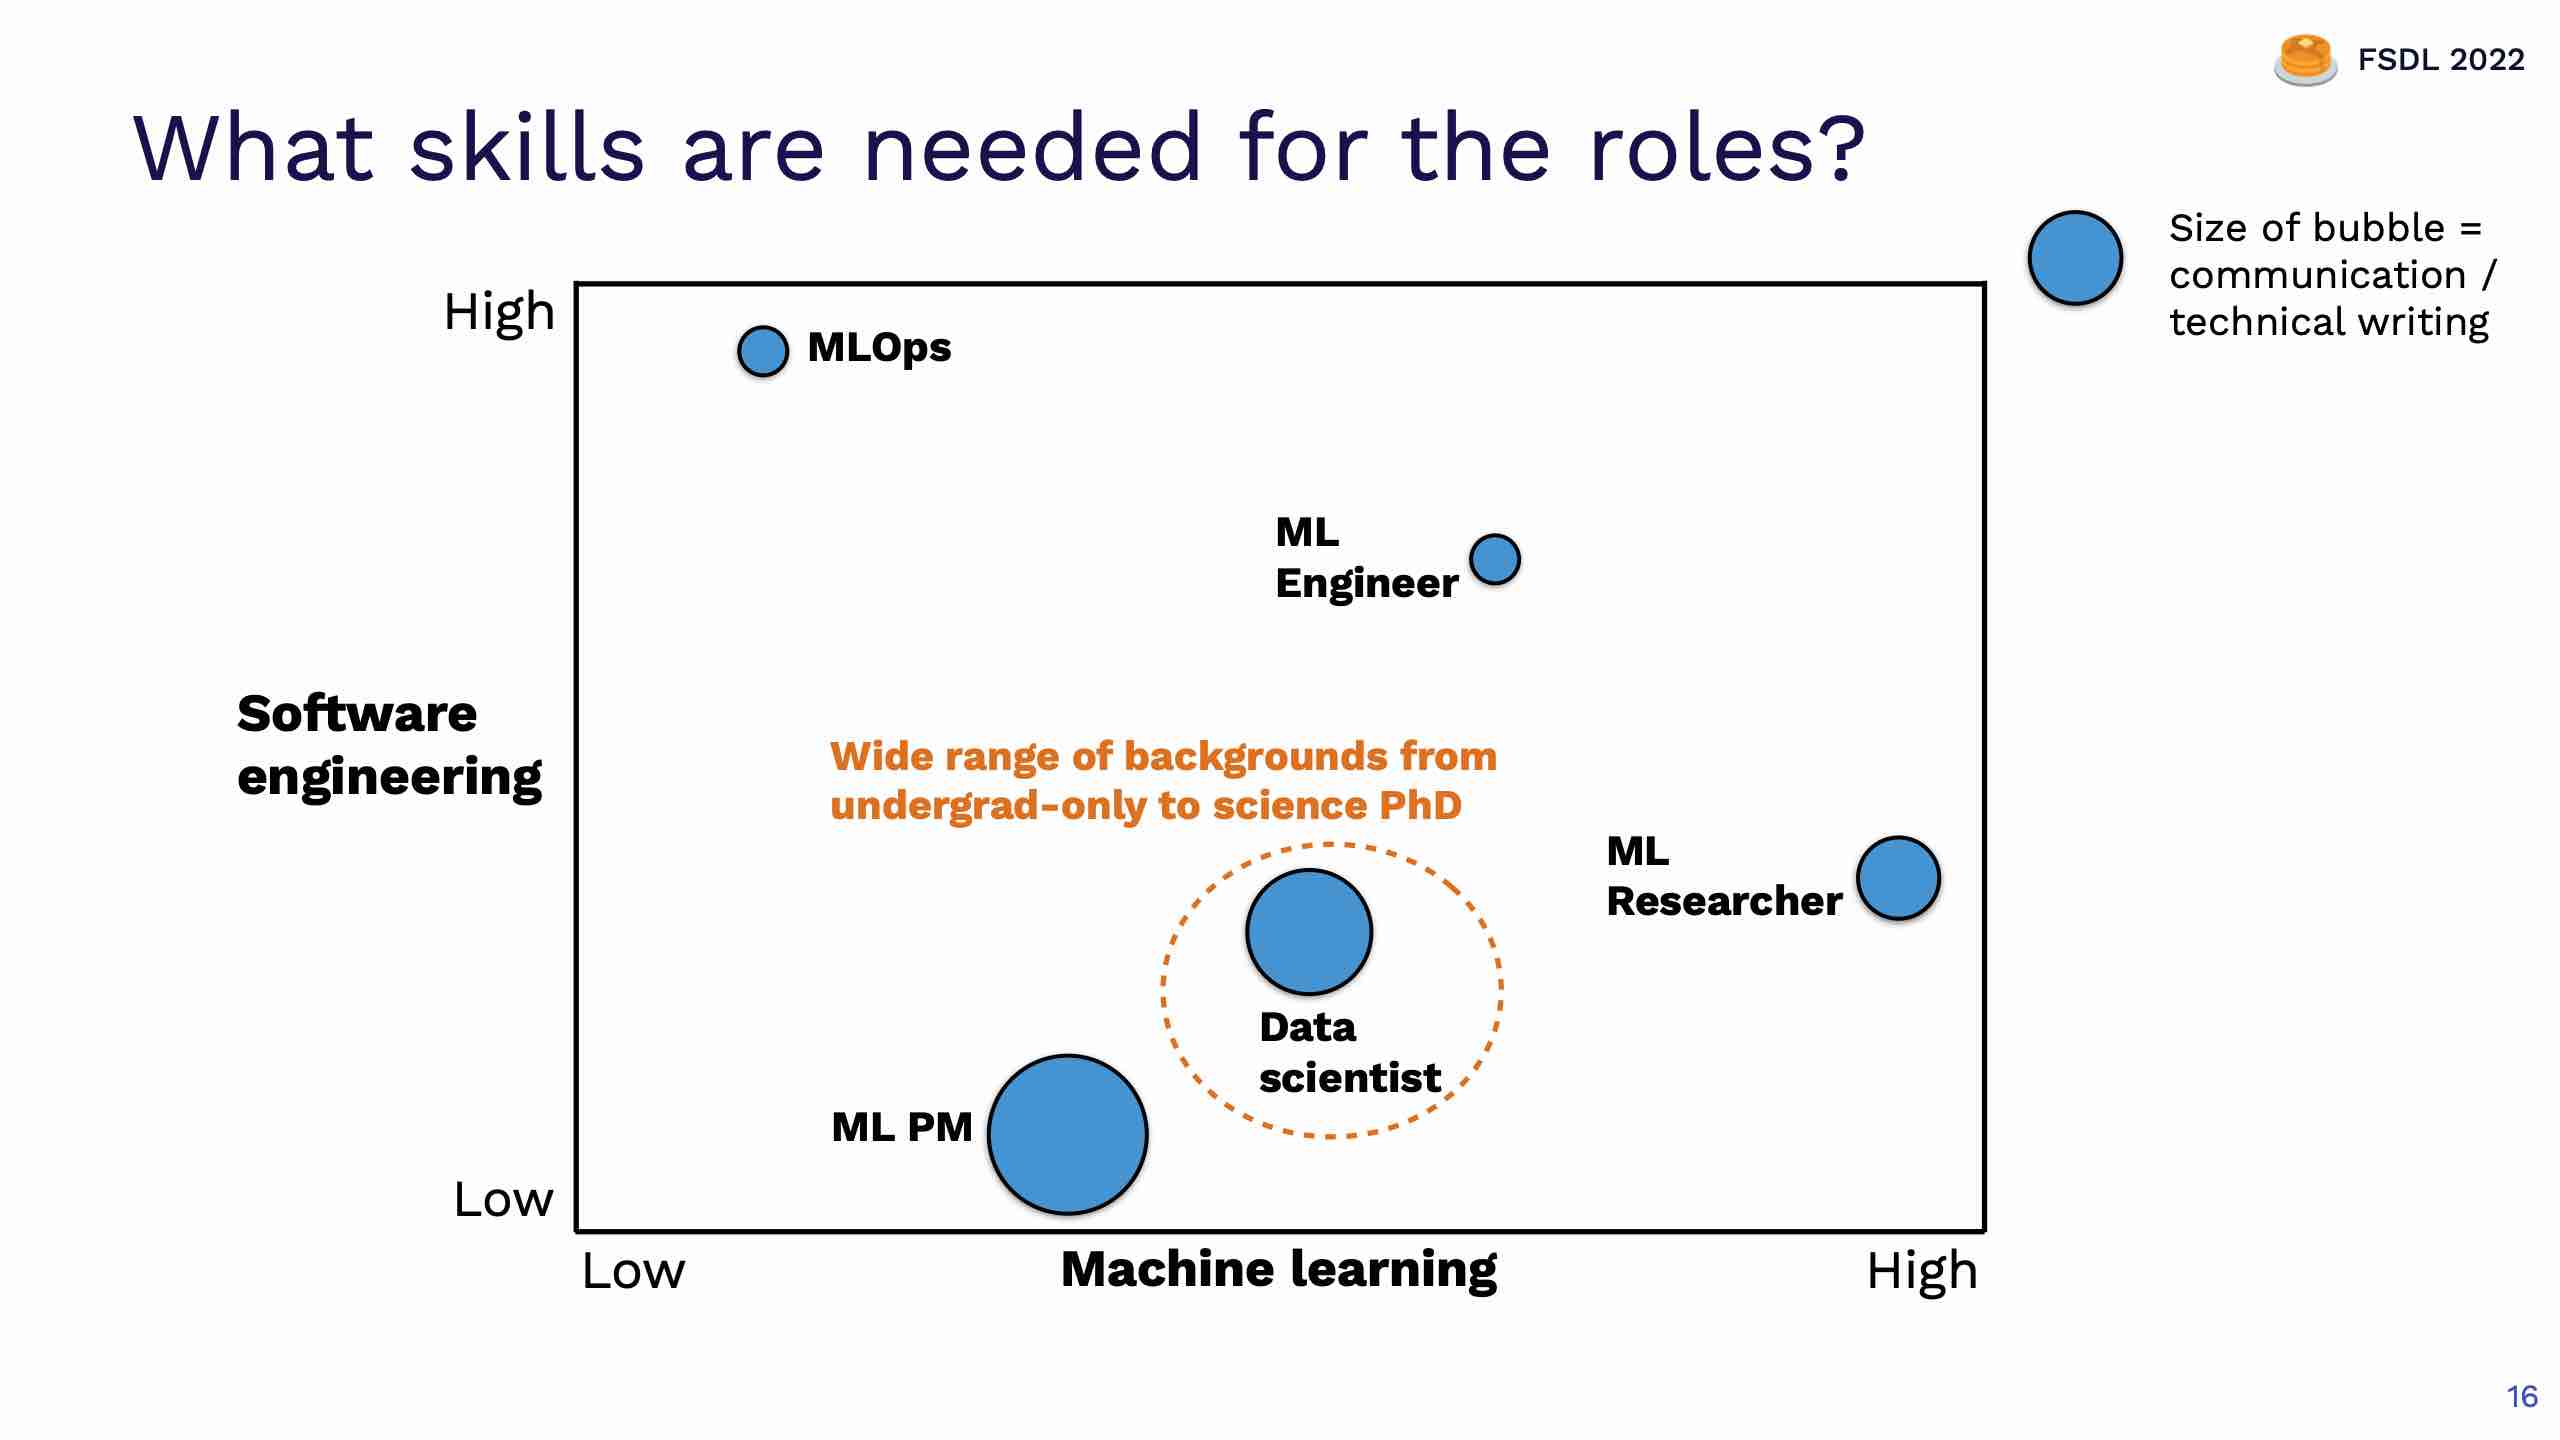 FSDL 2022
What skills are needed for the roles?
Size of bubble =
communication /
technical writing
High
MLOps
ML
Engineer
Software
engineering
Wide range of backgrounds from
undergrad-only to science PhD
ML
Researcher
Data
scientist
ML PM
Low
Low
Machine learning
High
16